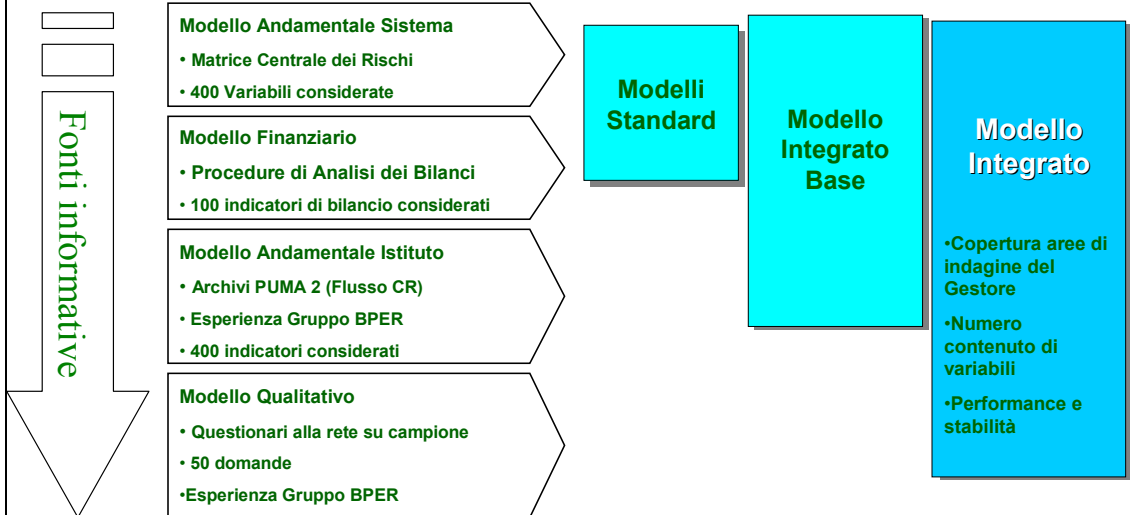 Fonti informative
Modello Andamentale Sistema
• Matrice Centrale dei Rischi
• 400 Variabili considerate
Modello Finanziario
• Procedure di Analisi dei Bilanci
• 100 indicatori di bilancio considerati
Modello Andamentale Istituto
• Archivi PUMA 2 (Flusso CR)
• Esperienza Gruppo BPER
• 400 indicatori considerati
Modello Qualitativo
• Questionari alla rete su campione
• 50 domande
•Esperienza Gruppo BPER
Modelli
Standard
Modello
Integrato
Base
Modello
Integrato
•Copertura aree di
indagine del
Gestore
•Numero
contenuto di
variabili
•Performance e
stabilità